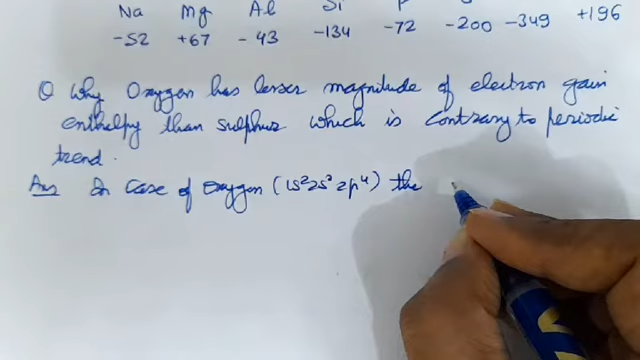 Na Mg Al Si P
-52 +67 -43 -134 -72 -200 -349 +196
Q Why Oxygen has lesser magnitude of electron gain
enthalpy than sulphur which is contrary to periodic
trend.
Ans In case of oxygen (1s² 2s² 2p⁴) the